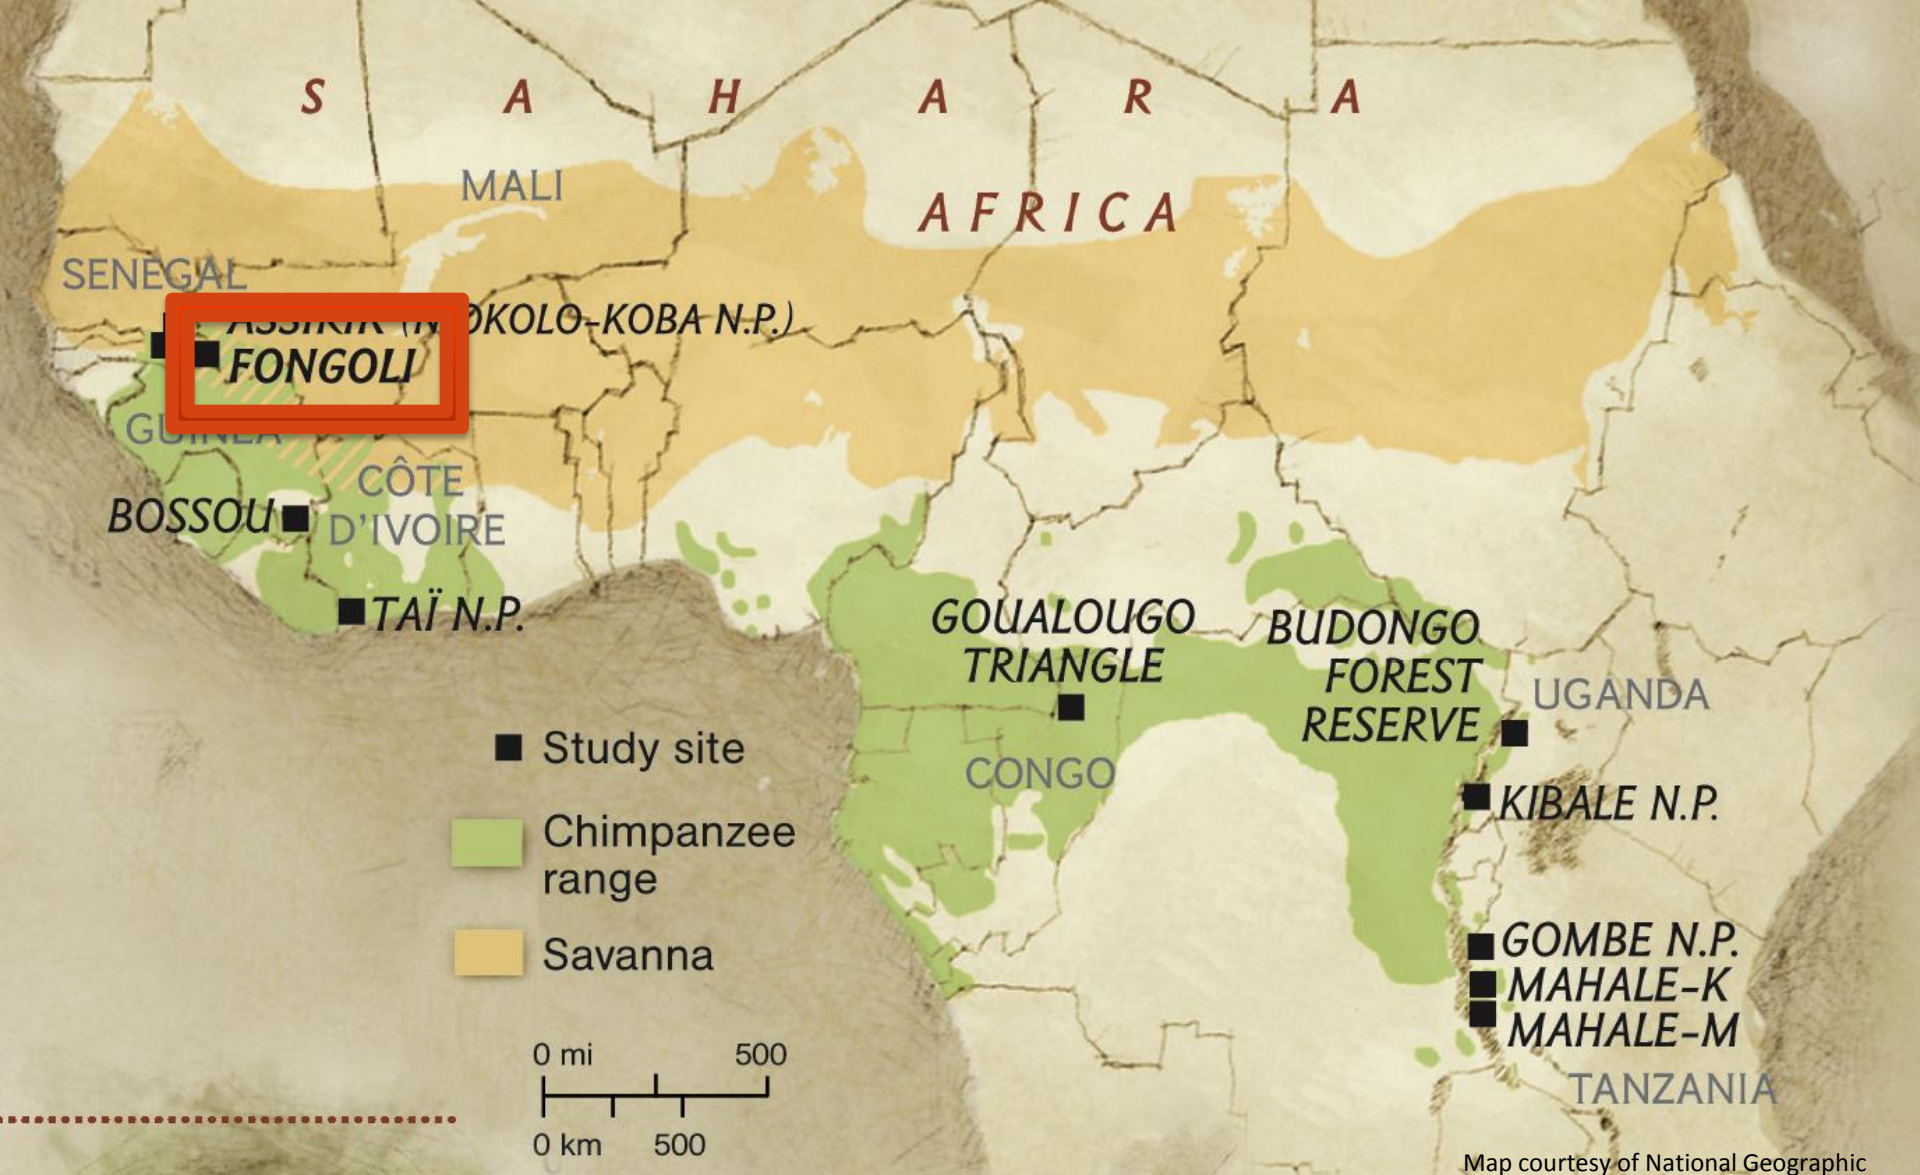 S A H A R A
MALI
AFRICA
SENEGAL
ASSIRIK (N OKOLO-KOBA N.P.)
FONGOLI
GUINEA
CÔTE
D'IVOIRE
BOSSOU
TAÏ N.P.
GOUALOUGO
TRIANGLE
BUDONGO
FOREST
RESERVE
UGANDA
CONGO
KIBALE N.P.
Study site
Chimpanzee
range
Savanna
GOMBE N.P.
MAHALE-K
MAHALE-M
TANZANIA
0 mi 500
0 km 500
Map courtesy of National Geographic